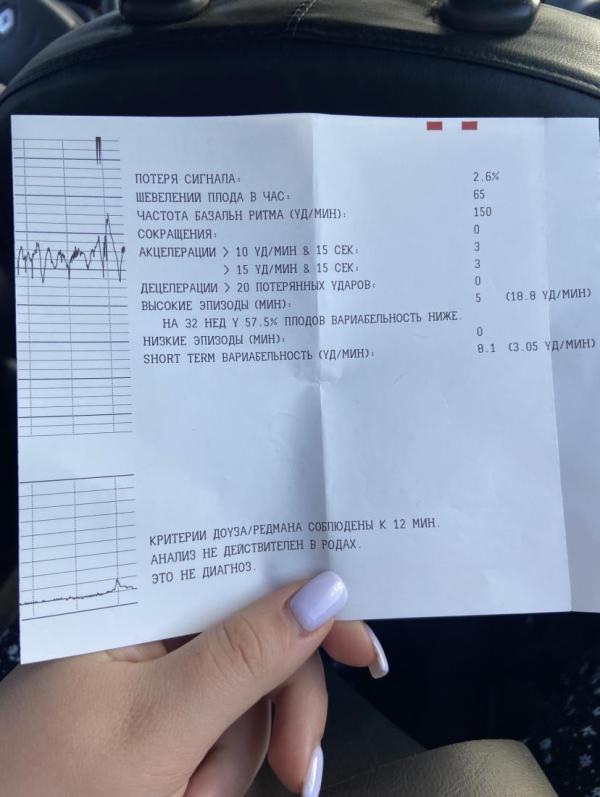 ПОТЕРЯ СИГНАЛА: 2.6%
ШЕВЕЛЕНИЙ ПЛОДА В ЧАС: 65
ЧАСТОТА БАЗАЛЬН РИТМА (УД/МИН): 150
СОКРАЩЕНИЯ: 0
АКЦЕЛЕРАЦИИ > 10 УД/МИН & 15 СЕК: 3
> 15 УД/МИН & 15 СЕК: 3
ДЕЦЕЛЕРАЦИИ > 20 ПОТЕРЯННЫХ УДАРОВ: 0
ВЫСОКИЕ ЭПИЗОДЫ (МИН): 5 (18.8 УД/МИН)
НА 32 НЕД У 57.5% ПЛОДОВ ВАРИАБЕЛЬНОСТЬ НИЖЕ.
НИЗКИЕ ЭПИЗОДЫ (МИН): 0
SHORT TERM ВАРИАБЕЛЬНОСТЬ (УД/МИН): 8.1 (3.05 УД/МИН)
КРИТЕРИИ ДОУЗА/РЕДМАНА СОБЛЮДЕНЫ К 12 МИН.
АНАЛИЗ НЕ ДЕЙСТВИТЕЛЕН В РОДАХ.
ЭТО НЕ ДИАГНОЗ.